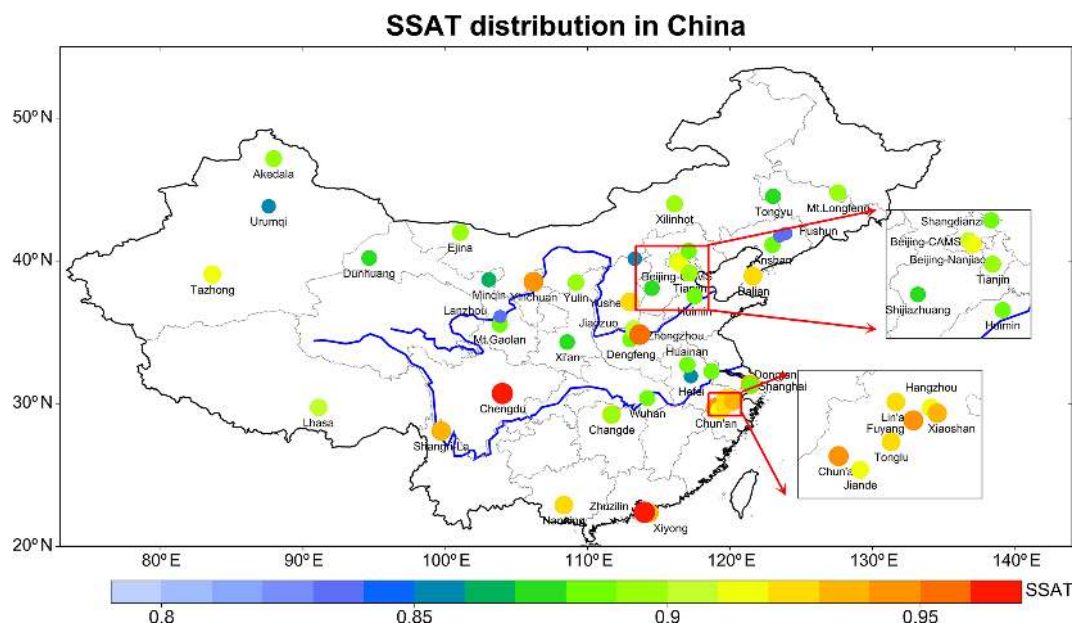 SSAT distribution in China
50° N
40° N
30° N
20° N
80° E
90° E
100° E
110° E
120° E
130° E
140° E
Akedala
Urumqi
Tazhong
Dunhuang
Ejina
Minqin
Yinchuan
Lanzhou
Mt.Gaolan
Yulin
Xi'an
Xilinhot
Tongyu
Mt.Longfeng
Fushun
Anshan
Dalian
Beijing-CAMS
Tianjin
Huimin
Yushe
Jiaozuo
Zhengzhou
Dengfeng
Huainan
Hefei
Dongtan
Shanghai
Wuhan
Changde
Chun'an
Chengdu
Lhasa
Shangri-La
Nanning
Zhuzilin
Xiyong
Shangdianzi
Beijing-CAMS
Beijing-Nanjiao
Tianjin
Shijiazhuang
Huimin
Hangzhou
Lin'a
Fuyang
Xiaoshan
Tonglu
Chun'a
Jiande
SSAT
0.8
0.85
0.9
0.95